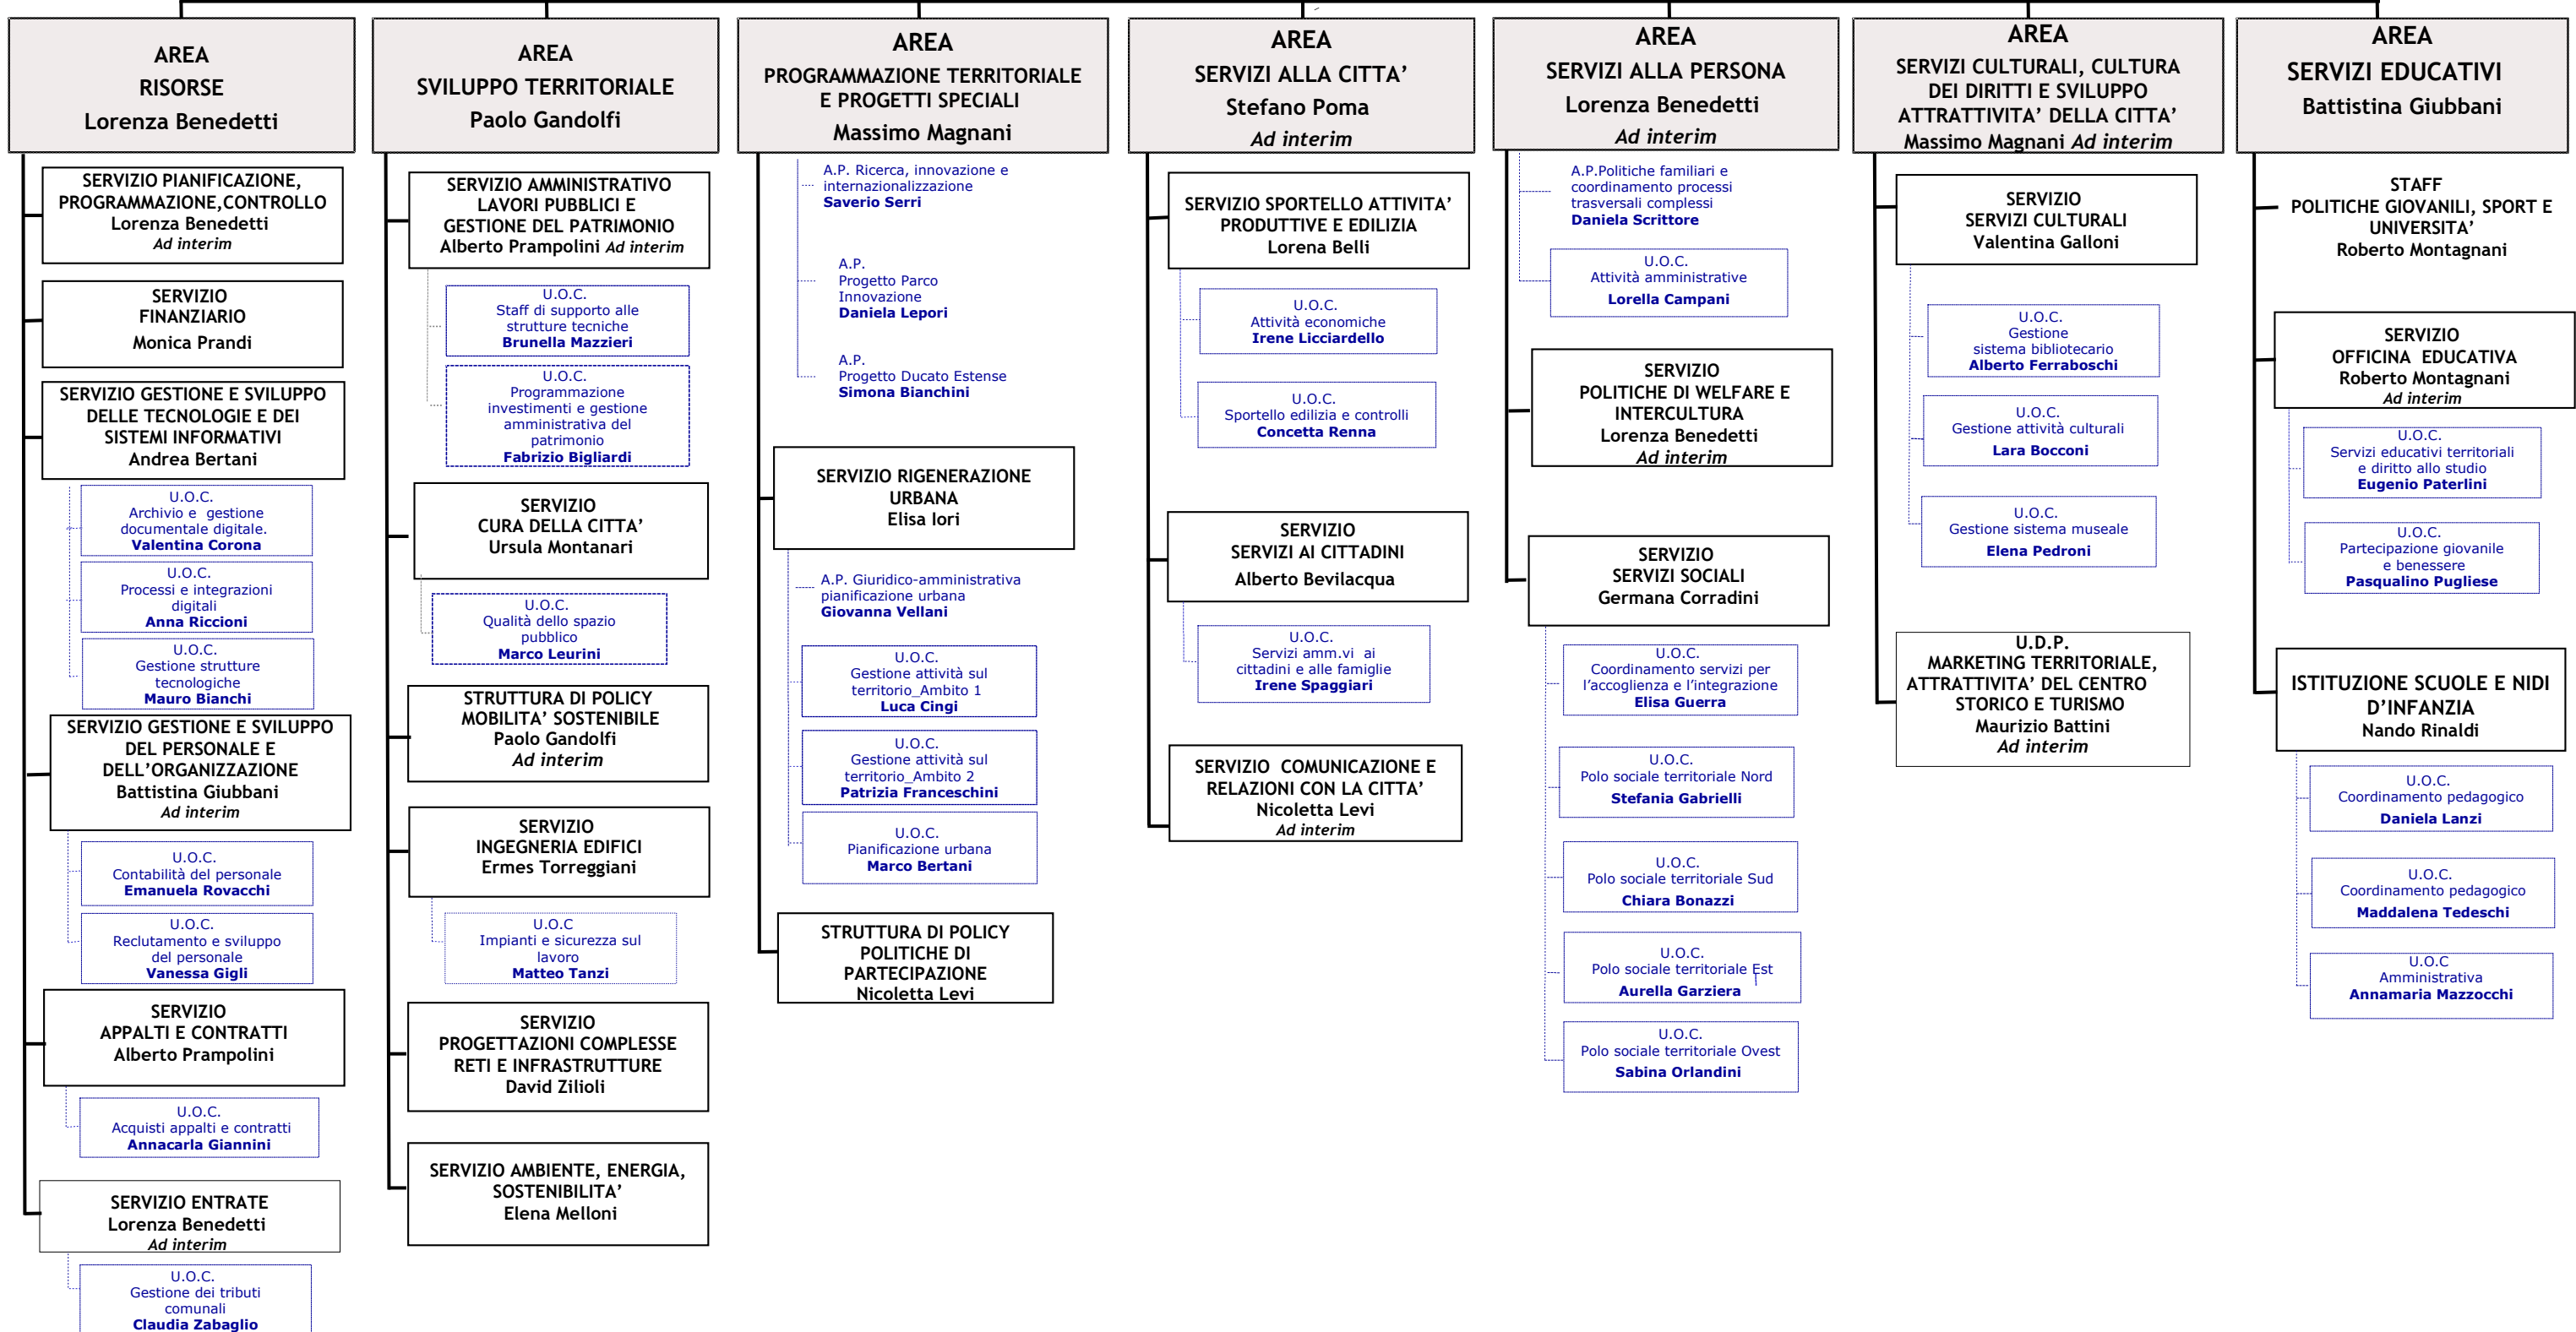 AREA
RISORSE
Lorenza Benedetti
SERVIZIO PIANIFICAZIONE,
PROGRAMMAZIONE,CONTROLLO
Lorenza Benedetti
Ad interim
SERVIZIO
FINANZIARIO
Monica Prandi
SERVIZIO GESTIONE E SVILUPPO
DELLE TECNOLOGIE E DEI
SISTEMI INFORMATIVI
Andrea Bertani
U.O.C.
Archivio e gestione
documentale digitale.
Valentina Corona
U.O.C.
Processi e integrazioni
digitali
Anna Riccioni
U.O.C.
Gestione strutture
tecnologiche
Mauro Bianchi
SERVIZIO GESTIONE E SVILUPPO
DEL PERSONALE E
DELL’ORGANIZZAZIONE
Battistina Giubbani
Ad interim
U.O.C.
Contabilità del personale
Emanuela Rovacchi
U.O.C.
Reclutamento e sviluppo
del personale
Vanessa Gigli
SERVIZIO
APPALTI E CONTRATTI
Alberto Prampolini
U.O.C.
Acquisti appalti e contratti
Annacarla Giannini
SERVIZIO ENTRATE
Lorenza Benedetti
Ad interim
U.O.C.
Gestione dei tributi
comunali
Claudia Zabaglio
AREA
SVILUPPO TERRITORIALE
Paolo Gandolfi
SERVIZIO AMMINISTRATIVO
LAVORI PUBBLICI E
GESTIONE DEL PATRIMONIO
Alberto Prampolini Ad interim
U.O.C.
Staff di supporto alle
strutture tecniche
Brunella Mazzieri
U.O.C.
Programmazione
investimenti e gestione
amministrativa del
patrimonio
Fabrizio Bigliardi
SERVIZIO
CURA DELLA CITTA’
Ursula Montanari
U.O.C.
Qualità dello spazio
pubblico
Marco Leurini
STRUTTURA DI POLICY
MOBILITA’ SOSTENIBILE
Paolo Gandolfi
Ad interim
SERVIZIO
INGEGNERIA EDIFICI
Ermes Torreggiani
U.O.C
Impianti e sicurezza sul
lavoro
Matteo Tanzi
SERVIZIO
PROGETTAZIONI COMPLESSE
RETI E INFRASTRUTTURE
David Zilioli
SERVIZIO AMBIENTE, ENERGIA,
SOSTENIBILITA’
Elena Melloni
AREA
PROGRAMMAZIONE TERRITORIALE
E PROGETTI SPECIALI
Massimo Magnani
A.P. Ricerca, innovazione e
internazionalizzazione
Saverio Serri
A.P.
Progetto Parco
Innovazione
Daniela Lepori
A.P.
Progetto Ducato Estense
Simona Bianchini
SERVIZIO RIGENERAZIONE
URBANA
Elisa Iori
A.P. Giuridico-amministrativa
pianificazione urbana
Giovanna Vellani
U.O.C.
Gestione attività sul
territorio_Ambito 1
Luca Cingi
U.O.C.
Gestione attività sul
territorio_Ambito 2
Patrizia Franceschini
U.O.C.
Pianificazione urbana
Marco Bertani
STRUTTURA DI POLICY
POLITICHE DI
PARTECIPAZIONE
Nicoletta Levi
AREA
SERVIZI ALLA CITTA’
Stefano Poma
Ad interim
SERVIZIO SPORTELLO ATTIVITA’
PRODUTTIVE E EDILIZIA
Lorena Belli
U.O.C.
Attività economiche
Irene Licciardello
U.O.C.
Sportello edilizia e controlli
Concetta Renna
SERVIZIO
SERVIZI AI CITTADINI
Alberto Bevilacqua
U.O.C.
Servizi amm.vi ai
cittadini e alle famiglie
Irene Spaggiari
SERVIZIO COMUNICAZIONE E
RELAZIONI CON LA CITTA’
Nicoletta Levi
Ad interim
AREA
SERVIZI ALLA PERSONA
Lorenza Benedetti
Ad interim
A.P.Politiche familiari e
coordinamento processi
trasversali complessi
Daniela Scrittore
U.O.C.
Attività amministrative
Lorella Campani
SERVIZIO
POLITICHE DI WELFARE E
INTERCULTURA
Lorenza Benedetti
Ad interim
SERVIZIO
SERVIZI SOCIALI
Germana Corradini
U.O.C.
Coordinamento servizi per
l’accoglienza e l’integrazione
Elisa Guerra
U.O.C.
Polo sociale territoriale Nord
Stefania Gabrielli
U.O.C.
Polo sociale territoriale Sud
Chiara Bonazzi
U.O.C.
Polo sociale territoriale Est
Aurella Garziera
U.O.C.
Polo sociale territoriale Ovest
Sabina Orlandini
AREA
SERVIZI CULTURALI, CULTURA
DEI DIRITTI E SVILUPPO
ATTRATTIVITA’ DELLA CITTA’
Massimo Magnani Ad interim
SERVIZIO
SERVIZI CULTURALI
Valentina Galloni
U.O.C.
Gestione
sistema bibliotecario
Alberto Ferraboschi
U.O.C.
Gestione attività culturali
Lara Bocconi
U.O.C.
Gestione sistema museale
Elena Pedroni
U.D.P.
MARKETING TERRITORIALE,
ATTRATTIVITA’ DEL CENTRO
STORICO E TURISMO
Maurizio Battini
Ad interim
AREA
SERVIZI EDUCATIVI
Battistina Giubbani
STAFF
POLITICHE GIOVANILI, SPORT E
UNIVERSITA’
Roberto Montagnani
SERVIZIO
OFFICINA EDUCATIVA
Roberto Montagnani
Ad interim
U.O.C.
Servizi educativi territoriali
e diritto allo studio
Eugenio Paterlini
U.O.C.
Partecipazione giovanile
e benessere
Pasqualino Pugliese
ISTITUZIONE SCUOLE E NIDI
D’INFANZIA
Nando Rinaldi
U.O.C.
Coordinamento pedagogico
Daniela Lanzi
U.O.C.
Coordinamento pedagogico
Maddalena Tedeschi
U.O.C
Amministrativa
Annamaria Mazzocchi